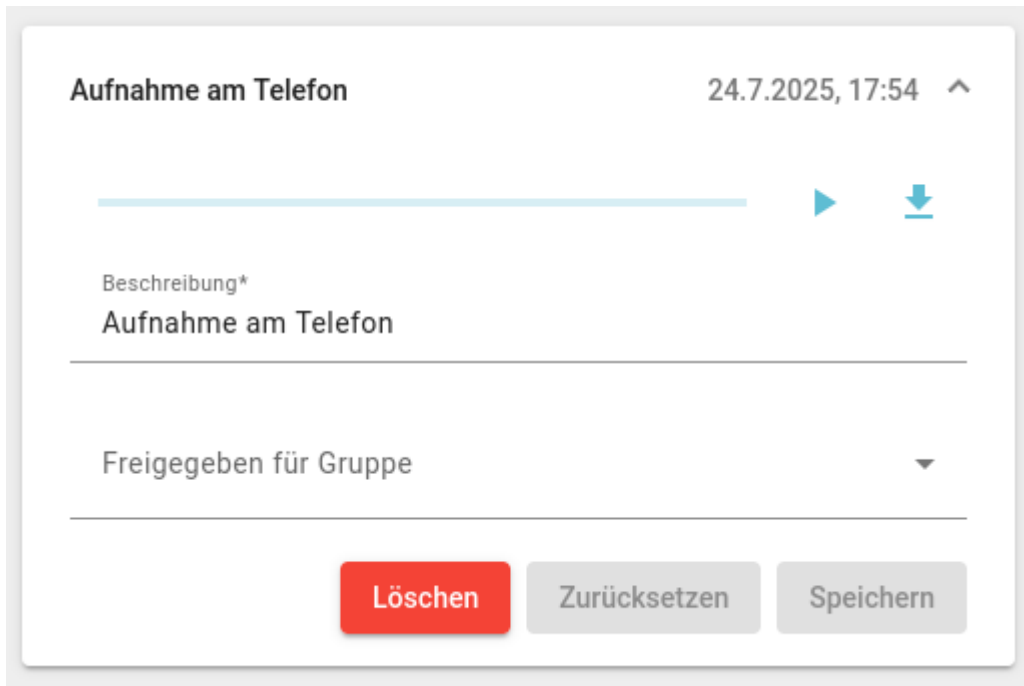 Aufnahme am Telefon 24.7.2025, 17:54
Beschreibung*
Aufnahme am Telefon
Freigegeben für Gruppe
Löschen Zurücksetzen Speichern